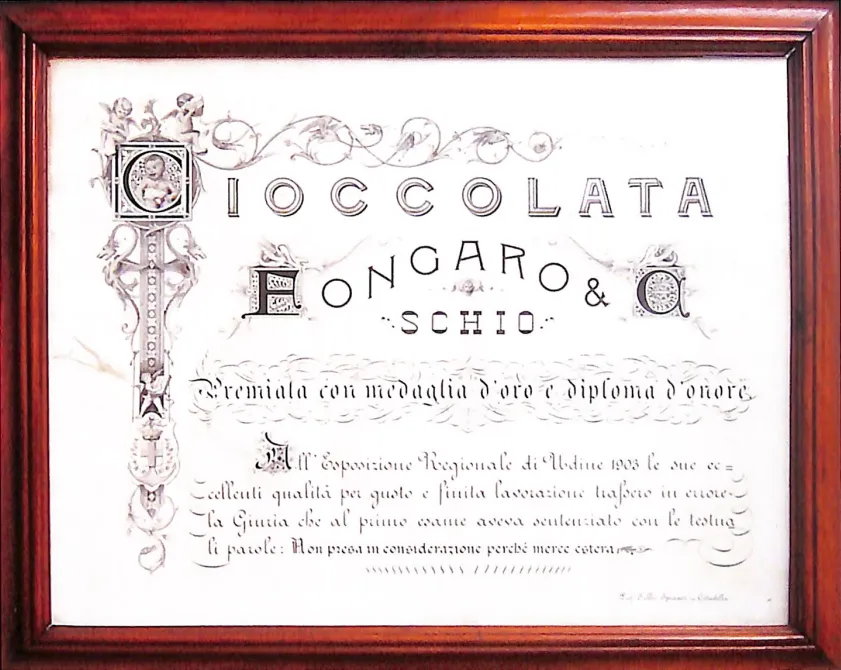 CIOCCOLATA
FONGARO & C
SCHIO
Premiata con medaglia d'oro e diploma d'onore
All'Esposizione Regionale di Udine 1903 le sue ec=
cellenti qualità per gusto e finita lavorazione trassero in errore
la Giuria che al primo esame aveva sentenziato con le testua
li parole: Non presa in considerazione perché merce estera